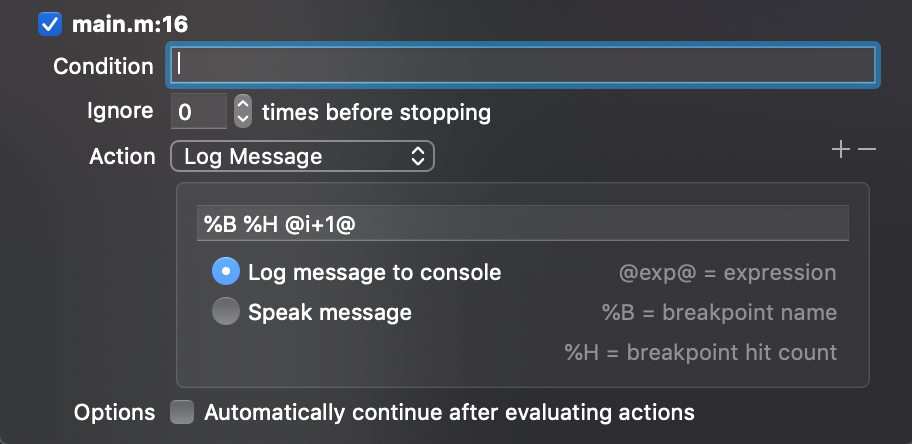 main.m:16
Condition
Ignore 0 times before stopping
Action Log Message
%B %H @i+1@
Log message to console @exp@ = expression
Speak message %B = breakpoint name
%H = breakpoint hit count
Options Automatically continue after evaluating actions